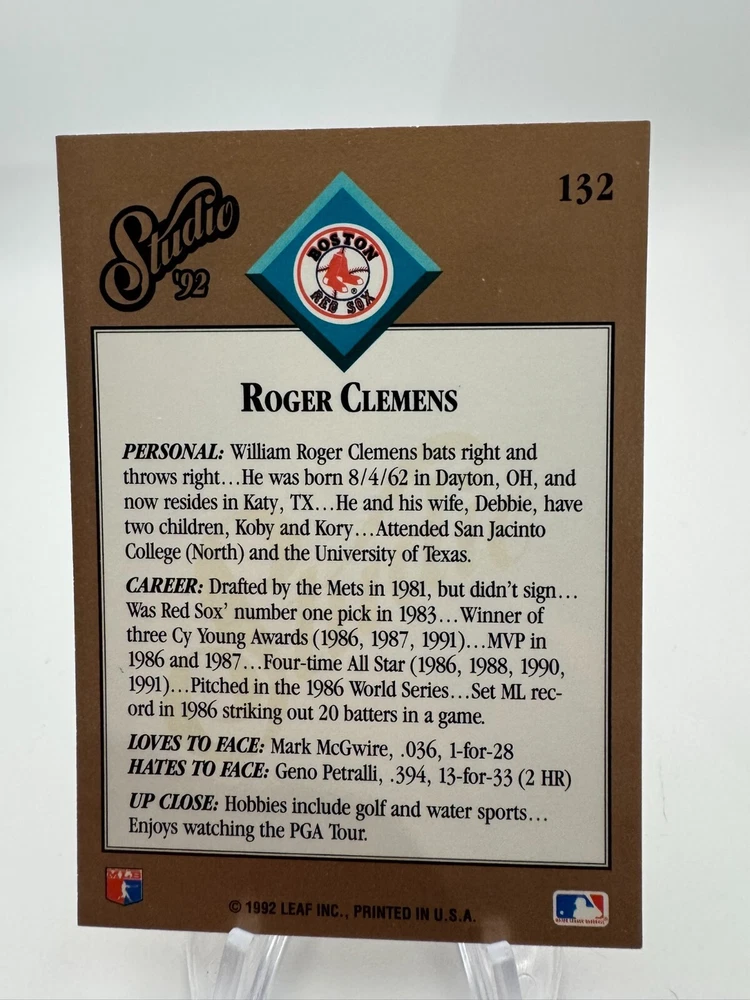 Studio
'92
132
BOSTON
RED SOX
®
ROGER CLEMENS
PERSONAL: William Roger Clemens bats right and
throws right...He was born 8/4/62 in Dayton, OH, and
now resides in Katy, TX...He and his wife, Debbie, have
two children, Koby and Kory...Attended San Jacinto
College (North) and the University of Texas.
CAREER: Drafted by the Mets in 1981, but didn't sign...
Was Red Sox' number one pick in 1983...Winner of
three Cy Young Awards (1986, 1987, 1991)...MVP in
1986 and 1987...Four-time All Star (1986, 1988, 1990,
1991)...Pitched in the 1986 World Series...Set ML rec-
ord in 1986 striking out 20 batters in a game.
LOVES TO FACE: Mark McGwire, .036, 1-for-28
HATES TO FACE: Geno Petralli, .394, 13-for-33 (2 HR)
UP CLOSE: Hobbies include golf and water sports...
Enjoys watching the PGA Tour.
MLB
© 1992 LEAF INC., PRINTED IN U.S.A.
MAJOR LEAGUE BASEBALL